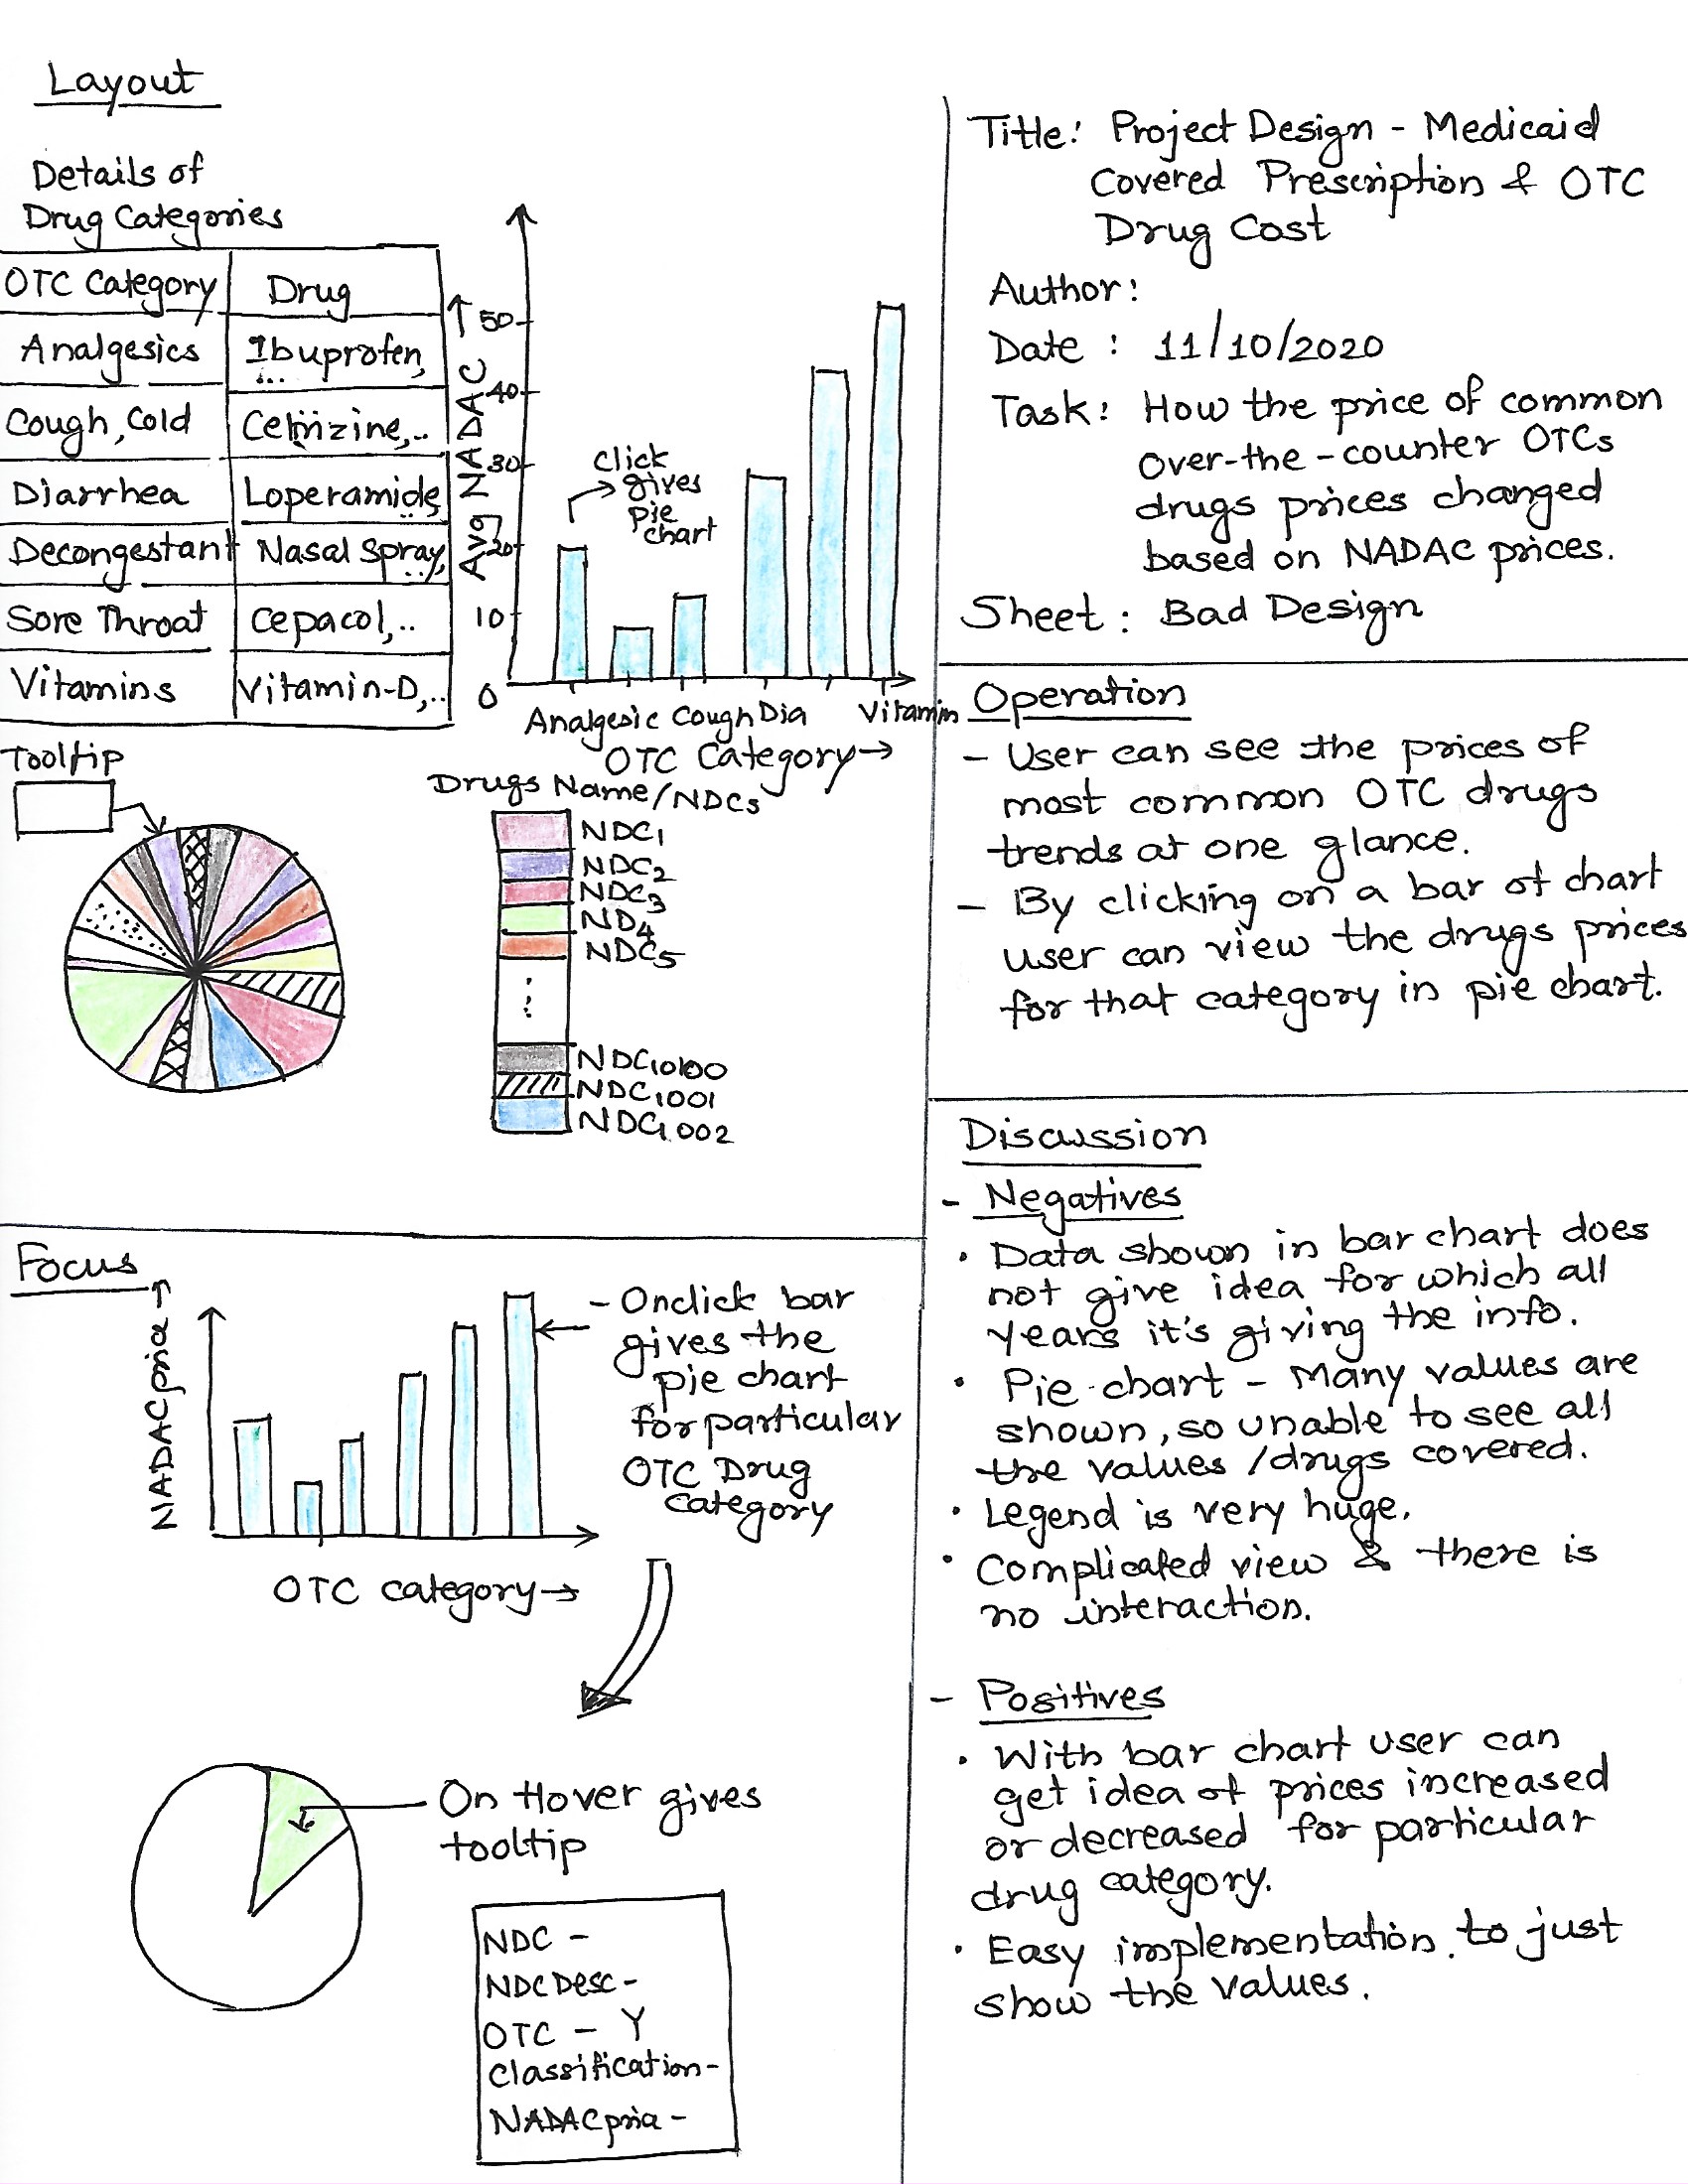 Layout
Details of
Drug Categories
OTC Category Drug
Analgesics Ibuprofen, ...
Cough, Cold Cetrizine,..
Diarrhea Loperamide, ..
Decongestant Nasal Spray, ..
Sore Throat Cepacol,..
Vitamins Vitamin-D,..
Avg NADAC →
50
40
30
20
10
0
click
gives
pie
chart
Analgesic Cough Dia Vitamin
OTC Category →
Tooltip
Drugs Name/NDCs
NDC1
NDC2
NDC3
ND4
NDC5
NDC1001
NDC1002
Focus
NADAC →
OTC category →
- Onclick bar
gives the
pie chart
for particular
OTC Drug
category
On Hover gives
tooltip
NDC -
NDC Desc -
OTC - Y
Classification -
NADAC -
Title: Project Design - Medicaid
Covered Prescription & OTC
Drug Cost
Author:
Date : 11/10/2020
Task: How the price of common
over-the-counter OTCs
drugs prices changed
based on NADAC prices.
Sheet : Bad Design
Operation
- User can see the prices of
most common OTC drugs
trends at one glance.
- By clicking on a bar of chart
user can view the drugs prices
for that category in pie chart.
Discussion
- Negatives
• Data shown in bar chart does
not give idea for which all
years it's giving the info.
• Pie chart - Many values are
shown, so unable to see all
the values /drugs covered.
• Legend is very huge.
• Complicated view & there is
no interaction.
- Positives
• With bar chart user can
get idea of prices increased
or decreased for particular
drug category.
• Easy implementation to just
show the values.